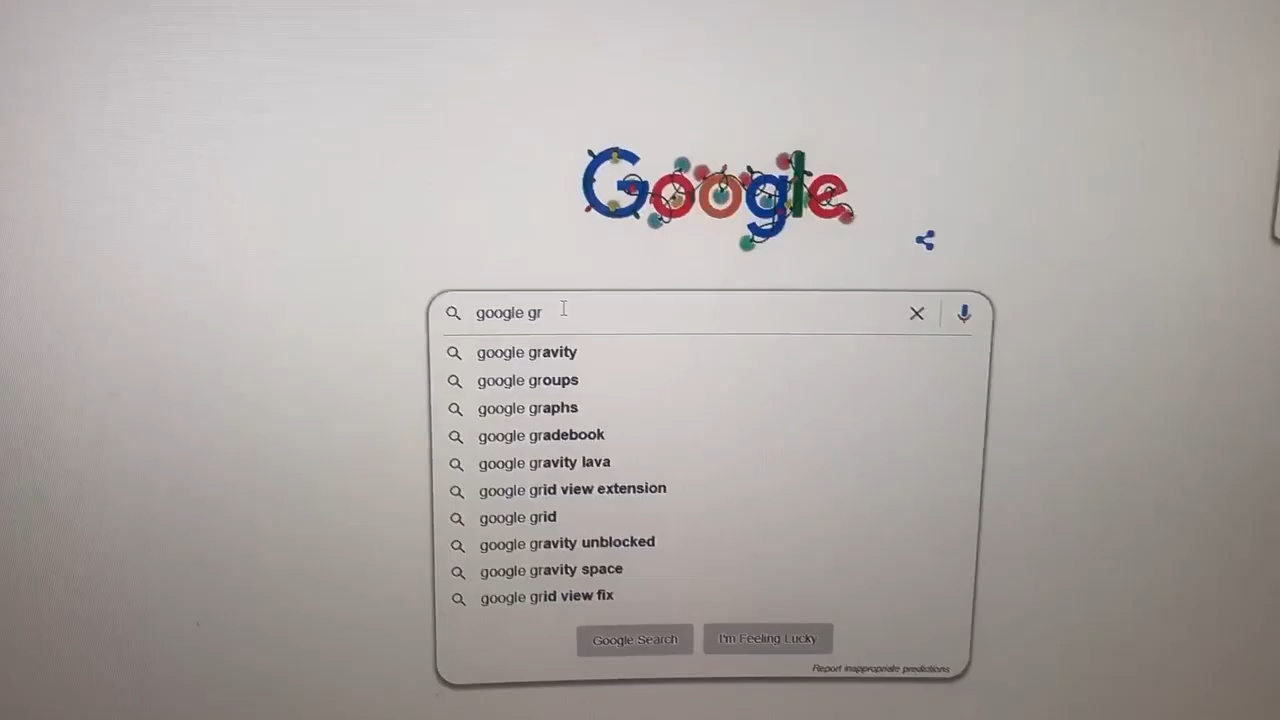 Google
google gr
google gravity
google groups
google graphs
google gradebook
google gravity lava
google grid view extension
google grid
google gravity unblocked
google gravity space
google grid view fix
Google Search I'm Feeling Lucky
Report inappropriate predictions